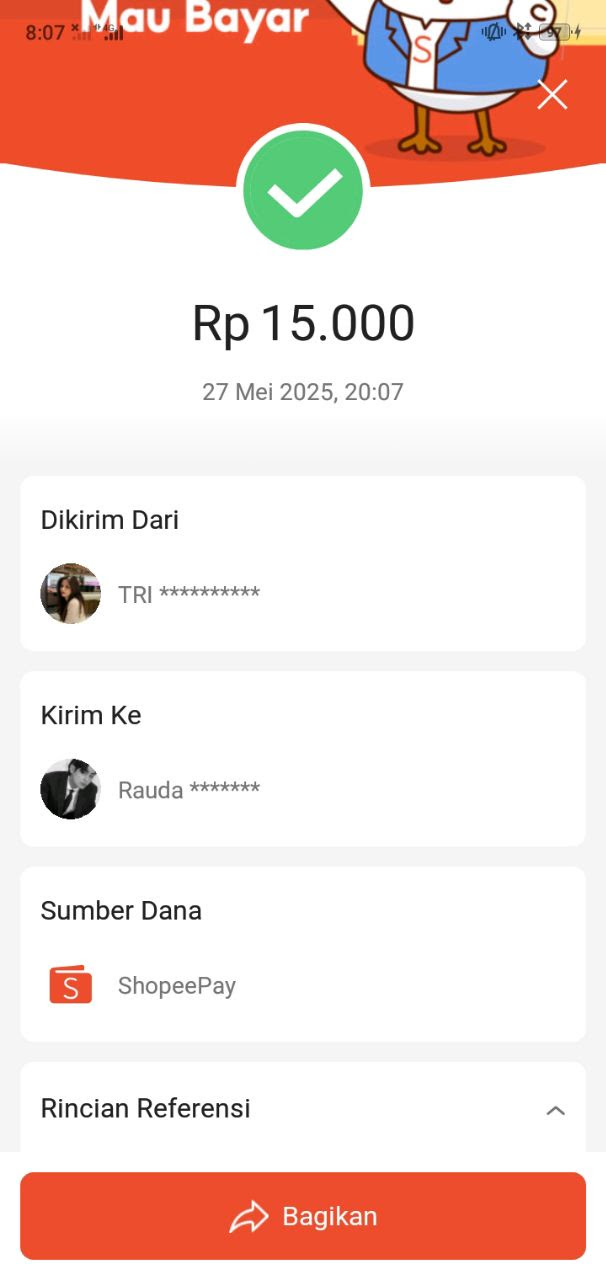 Mau Bayar
8:07
97
Rp 15.000
27 Mei 2025, 20:07
Dikirim Dari
TRI **********
Kirim Ke
Rauda *******
Sumber Dana
S
ShopeePay
Rincian Referensi
Bagikan